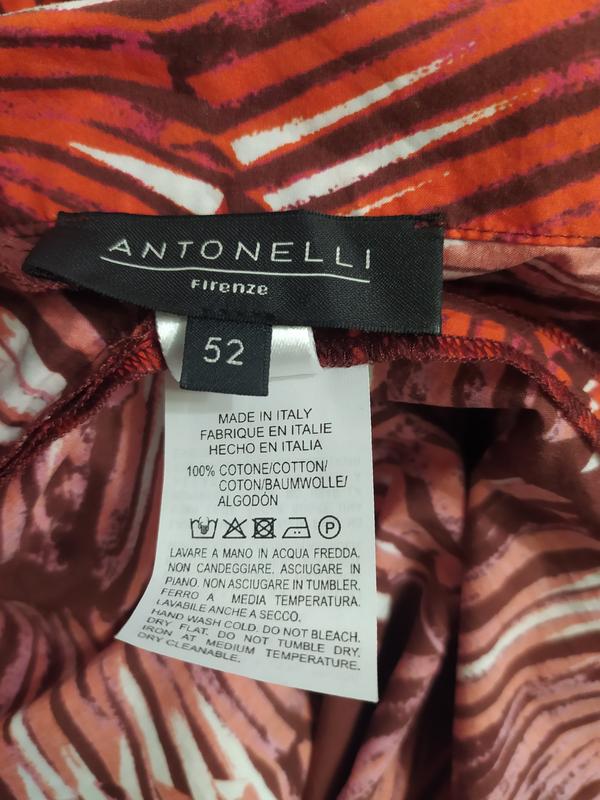 ANTONELLI
Firenze
52
MADE IN ITALY
FABRIQUE EN ITALIE
HECHO EN ITALIA
100% COTONE/COTTON/
COTON/BAUMWOLLE/
ALGODÓN
P
LAVARE A MANO IN ACQUA FREDDA.
NON CANDEGGIARE. ASCIUGARE IN
PIANO. NON ASCIUGARE IN TUMBLER.
FERRO A MEDIA TEMPERATURA.
LAVABILE ANCHE A SECCO.
HAND WASH COLD. DO NOT BLEACH.
DRY FLAT. DO NOT TUMBLE DRY.
IRON AT MEDIUM TEMPERATURE.
DRY CLEANABLE.